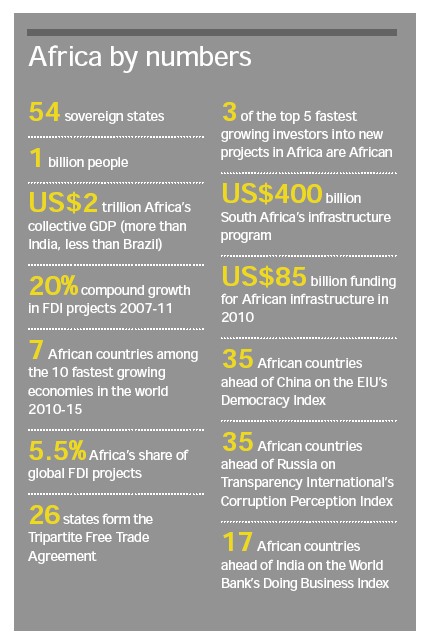 Africa by numbers
54 sovereign states
1 billion people
US$2 trillion Africa's
collective GDP (more than
India, less than Brazil)
20% compound growth
in FDI projects 2007-11
7 African countries among
the 10 fastest growing
economies in the world
2010-15
5.5% Africa's share of
global FDI projects
26 states form the
Tripartite Free Trade
Agreement
3 of the top 5 fastest
growing investors into new
projects in Africa are African
US$400 billion
South Africa's infrastructure
program
US$85 billion funding
for African infrastructure in
2010
35 African countries
ahead of China on the EIU's
Democracy Index
35 African countries
ahead of Russia on
Transparency International's
Corruption Perception Index
17 African countries
ahead of India on the World
Bank's Doing Business Index